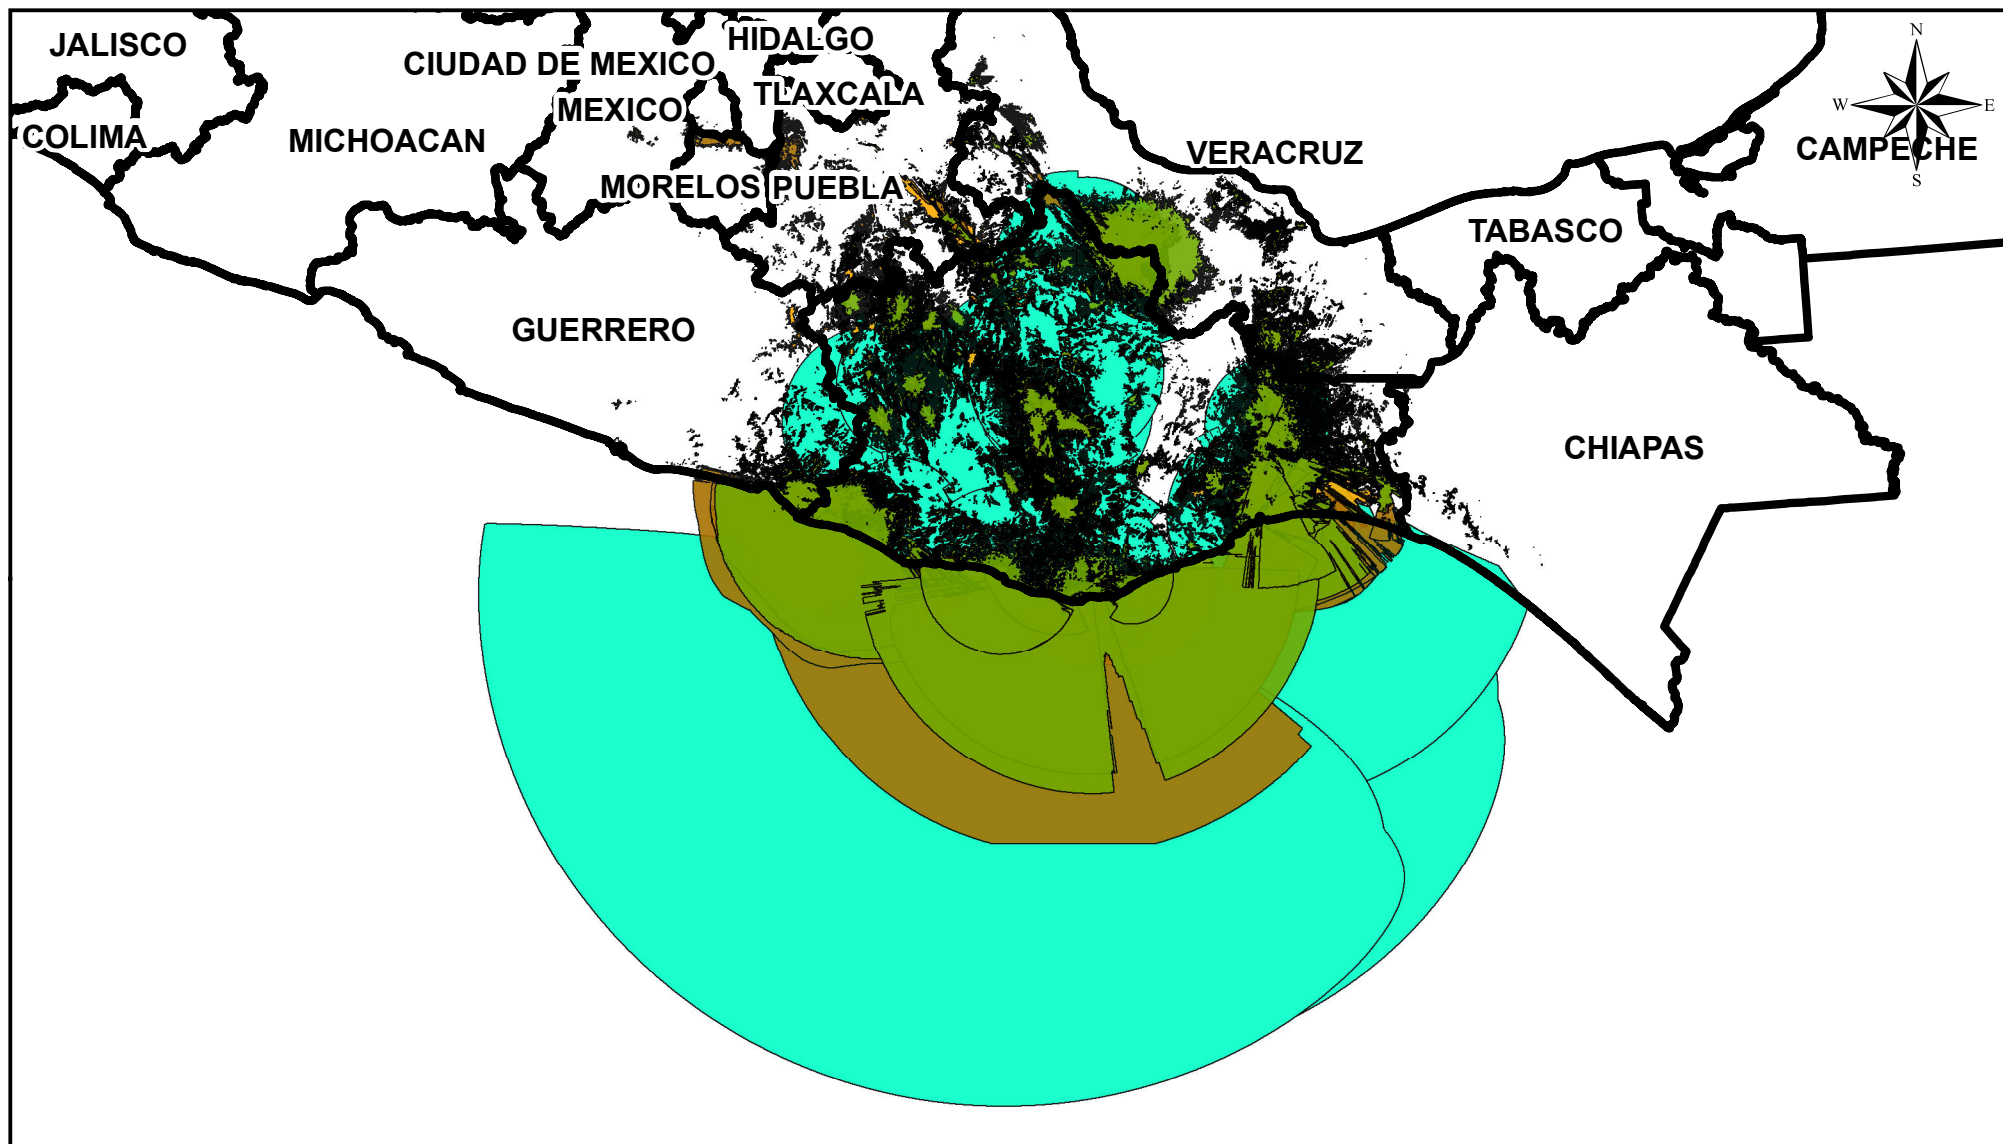 JALISCO
HIDALGO
CIUDAD DE MEXICO
TLAXCALA
MEXICO
COLIMA
MICHOACAN
VERACRUZ
CAMPECHE
MORELOS
PUEBLA
TABASCO
GUERRERO
CHIAPAS
N
W
E
S